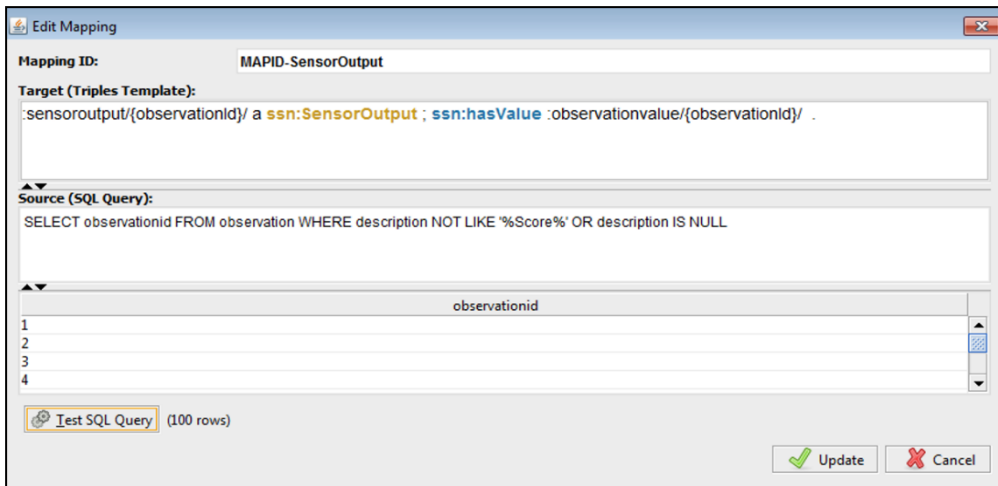 Edit Mapping
Mapping ID: MAPID-SensorOutput
Target (Triples Template):
:sensoroutput/{observationId}/ a ssn:SensorOutput ; ssn:hasValue :observationvalue/{observationId}/ .
Source (SQL Query):
SELECT observationid FROM observation WHERE description NOT LIKE '%Score%' OR description IS NULL
observationid
1
2
3
4
Test SQL Query (100 rows)
Update Cancel